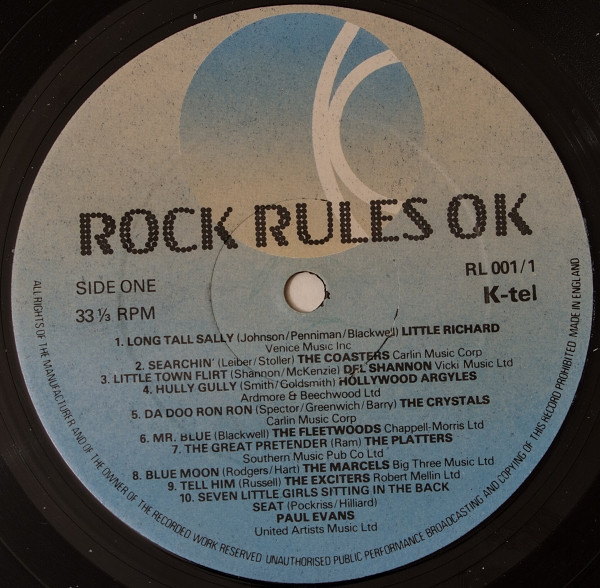 ROCK RULES OK
SIDE ONE
RL 001/1
33 ⅓ RPM
K-tel
1. LONG TALL SALLY (Johnson/Penniman/Blackwell) LITTLE RICHARD
Venice Music Inc
2. SEARCHIN' (Leiber/Stoller) THE COASTERS Carlin Music Corp
3. LITTLE TOWN FLIRT (Shannon/McKenzie) DEL SHANNON Vicki Music Ltd
4. HULLY GULLY (Smith/Goldsmith) HOLLYWOOD ARGYLES
Ardmore & Beechwood Ltd
5. DA DOO RON RON (Spector/Greenwich/Barry) THE CRYSTALS
Carlin Music Corp
6. MR. BLUE (Blackwell) THE FLEETWOODS Chappell-Morris Ltd
7. THE GREAT PRETENDER (Ram) THE PLATTERS
Southern Music Pub Co Ltd
8. BLUE MOON (Rodgers/Hart) THE MARCELS Big Three Music Ltd
9. TELL HIM (Russell) THE EXCITERS Robert Mellin Ltd
10. SEVEN LITTLE GIRLS SITTING IN THE BACK
SEAT (Pockriss/Hilliard)
PAUL EVANS
United Artists Music Ltd
ALL RIGHTS OF THE MANUFACTURER AND OF THE OWNER OF THE RECORDED WORK RESERVED. UNAUTHORISED PUBLIC PERFORMANCE BROADCASTING AND COPYING OF THIS RECORD PROHIBITED MADE IN ENGLAND